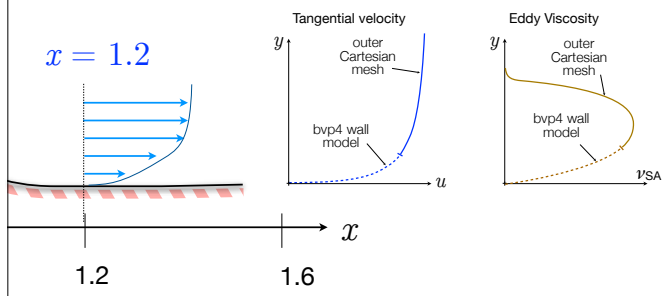 x = 1.2
x
1.2
1.6
Tangential velocity
y
outer
Cartesian
mesh
bvp4 wall
model
u
Eddy Viscosity
y
outer
Cartesian
mesh
bvp4 wall
model
νSA